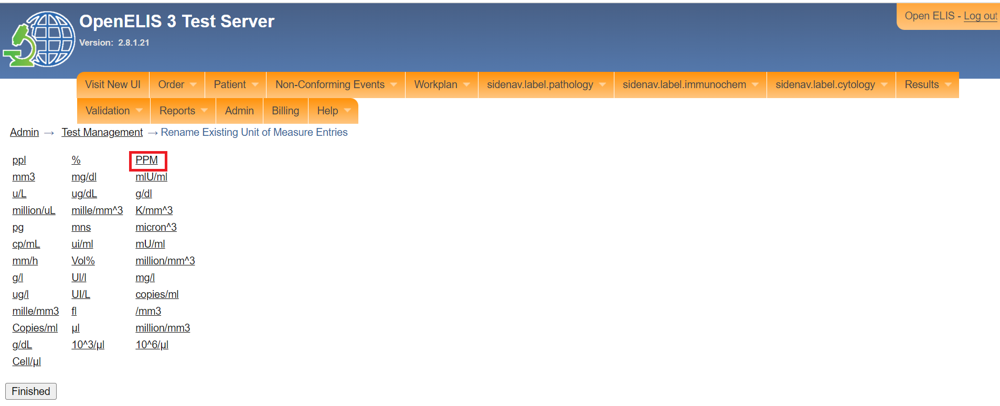 OpenELIS 3 Test Server
Version: 2.8.1.21
Open ELIS - Log out
Visit New UI Order Patient Non-Conforming Events Workplan sidenav.label.pathology sidenav.label.immunochem sidenav.label.cytology Results
Validation Reports Admin Billing Help
Admin → Test Management → Rename Existing Unit of Measure Entries
ppl % PPM
mm3 mg/dl mlU/ml
u/L ug/dL g/dl
million/uL mille/mm^3 K/mm^3
pg mns micron^3
cp/mL ui/ml mU/ml
mm/h Vol% million/mm^3
g/l UI/l mg/l
ug/l UI/L copies/ml
mille/mm3 fl /mm3
Copies/ml µl million/mm3
g/dL 10^3/µl 10^6/µl
Cell/µl
Finished